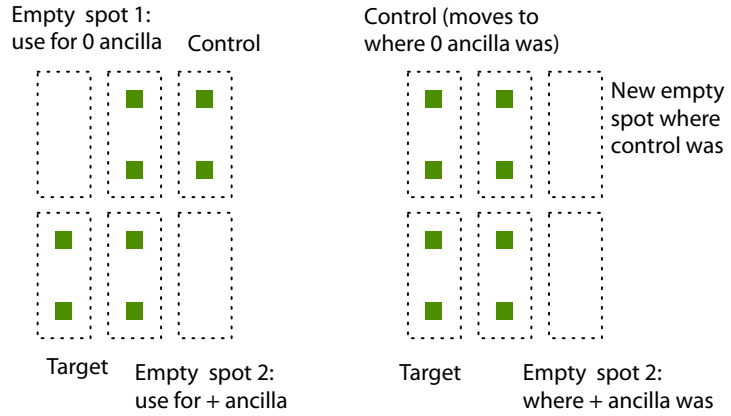 Empty spot 1:
use for 0 ancilla
Control
Target
Empty spot 2:
use for + ancilla
Control (moves to
where 0 ancilla was)
New empty
spot where
control was
Target
Empty spot 2:
where + ancilla was